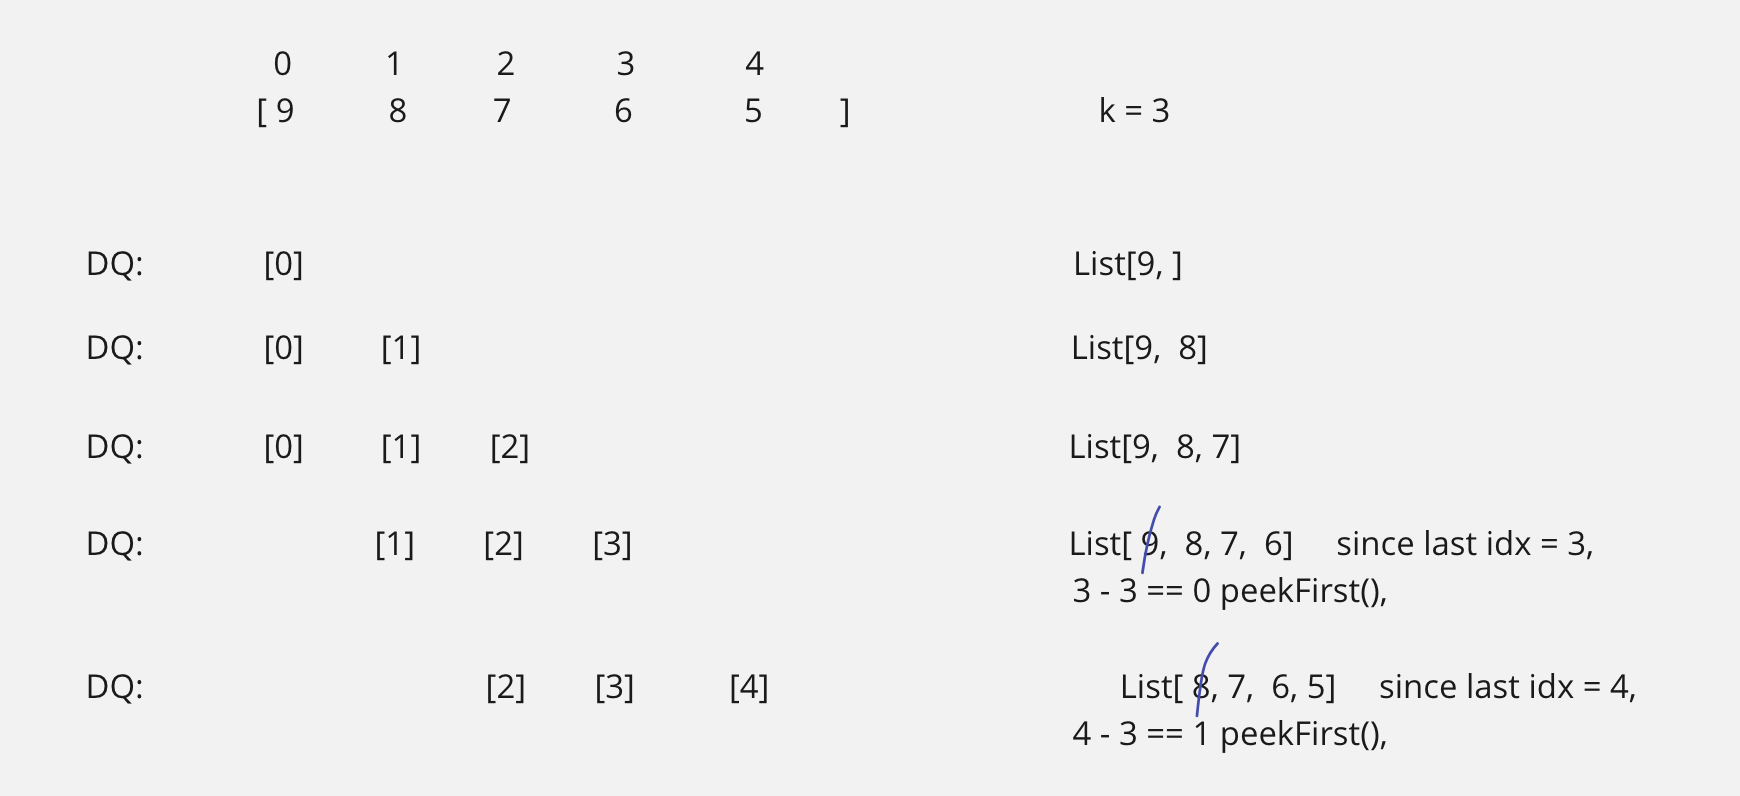 0 1 2 3 4
[ 9 8 7 6 5 ] k = 3
DQ: [0] List[9, ]
DQ: [0] [1] List[9, 8]
DQ: [0] [1] [2] List[9, 8, 7]
DQ: [1] [2] [3] List[ 9, 8, 7, 6] since last idx = 3,
3 - 3 == 0 peekFirst(),
DQ: [2] [3] [4] List[ 8, 7, 6, 5] since last idx = 4,
4 - 3 == 1 peekFirst(),